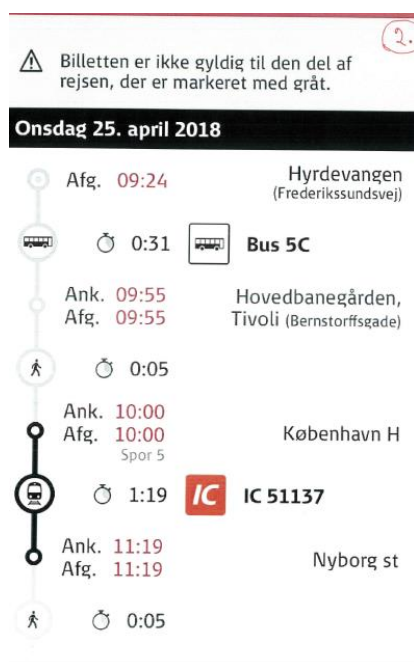 2.
Billetten er ikke gyldig til den del af
rejsen, der er markeret med gråt.
Onsdag 25. april 2018
Afg. 09:24 Hyrdevangen
(Frederikssundsvej)
0:31 Bus 5C
Ank. 09:55 Hovedbanegården,
Afg. 09:55 Tivoli (Bernstorffsgade)
0:05
Ank. 10:00
Afg. 10:00 København H
Spor 5
1:19 IC IC 51137
Ank. 11:19
Afg. 11:19 Nyborg st
0:05